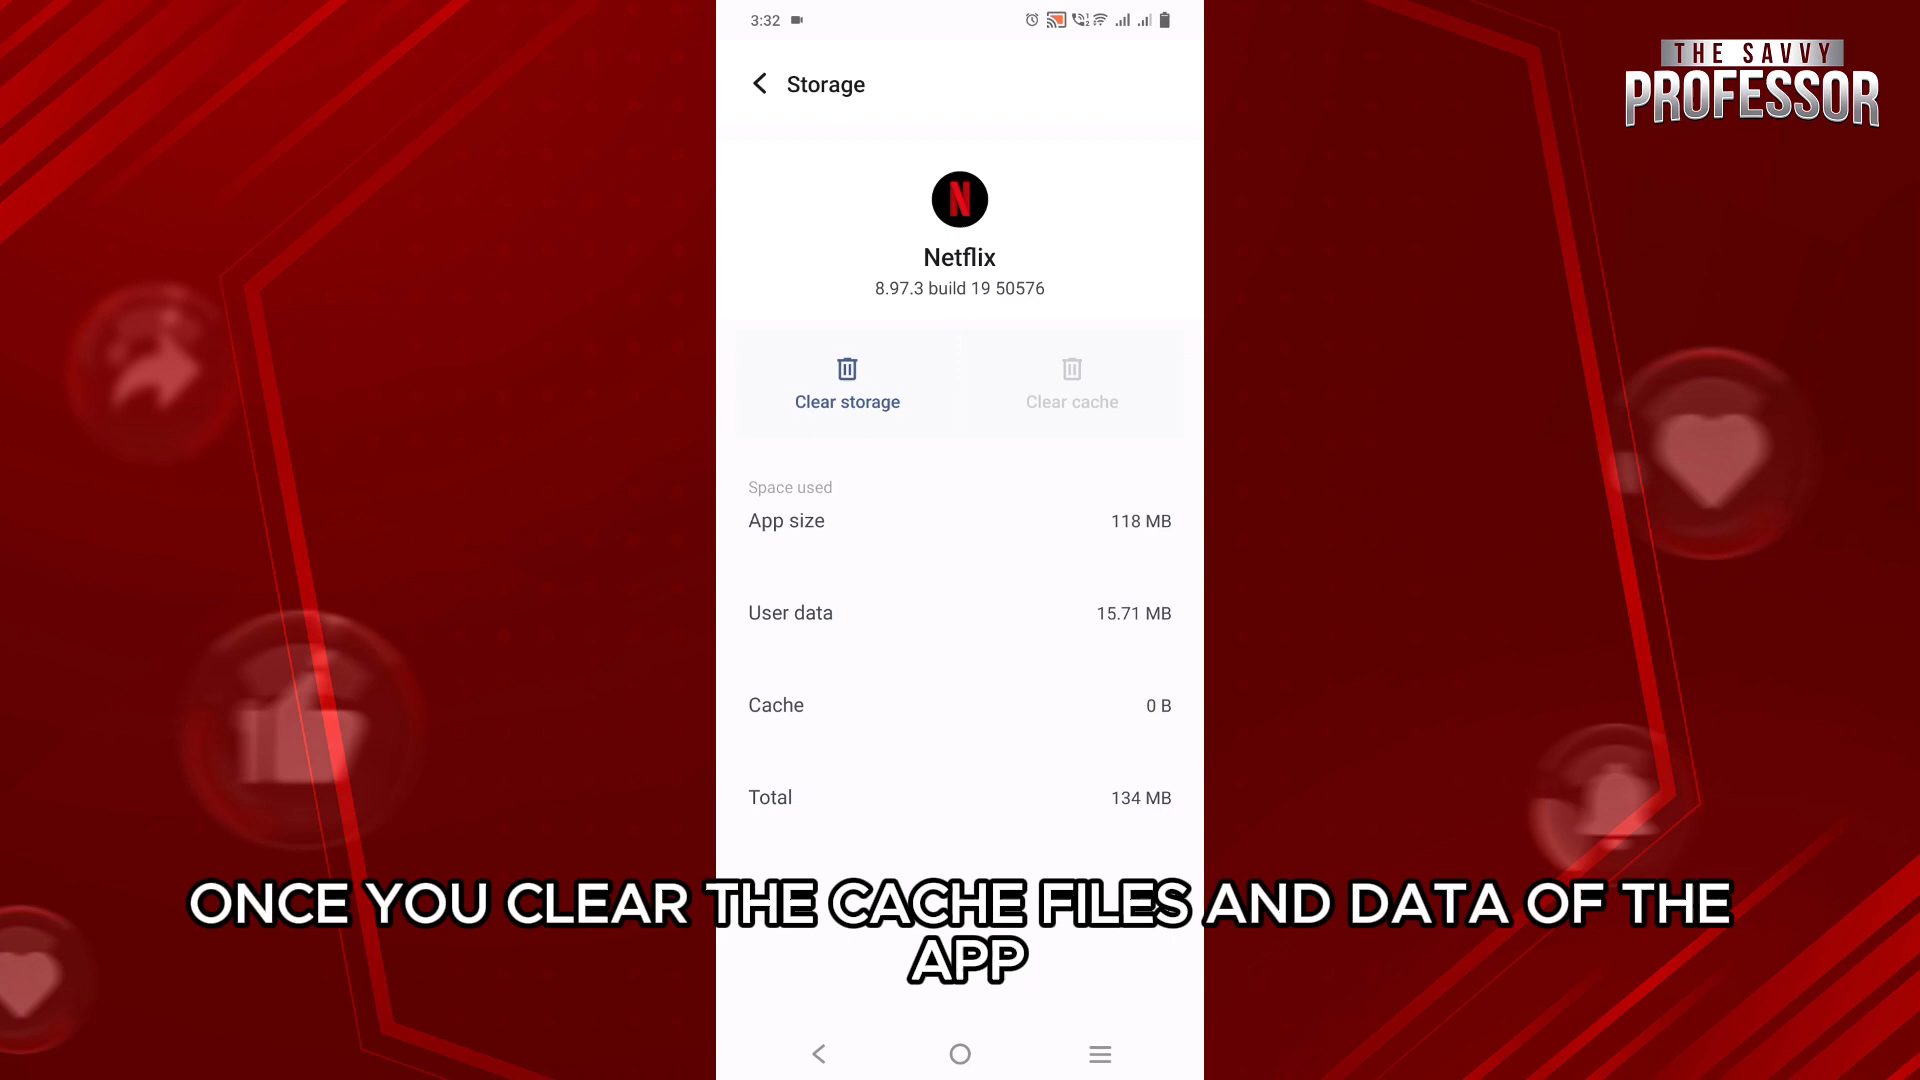 3:32
THE SAVVY
PROFESSOR
Storage
N
Netflix
8.97.3 build 19 50576
Clear storage
Clear cache
Space used
App size 118 MB
User data 15.71 MB
Cache 0 B
Total 134 MB
ONCE YOU CLEAR THE CACHE FILES AND DATA OF THE
APP